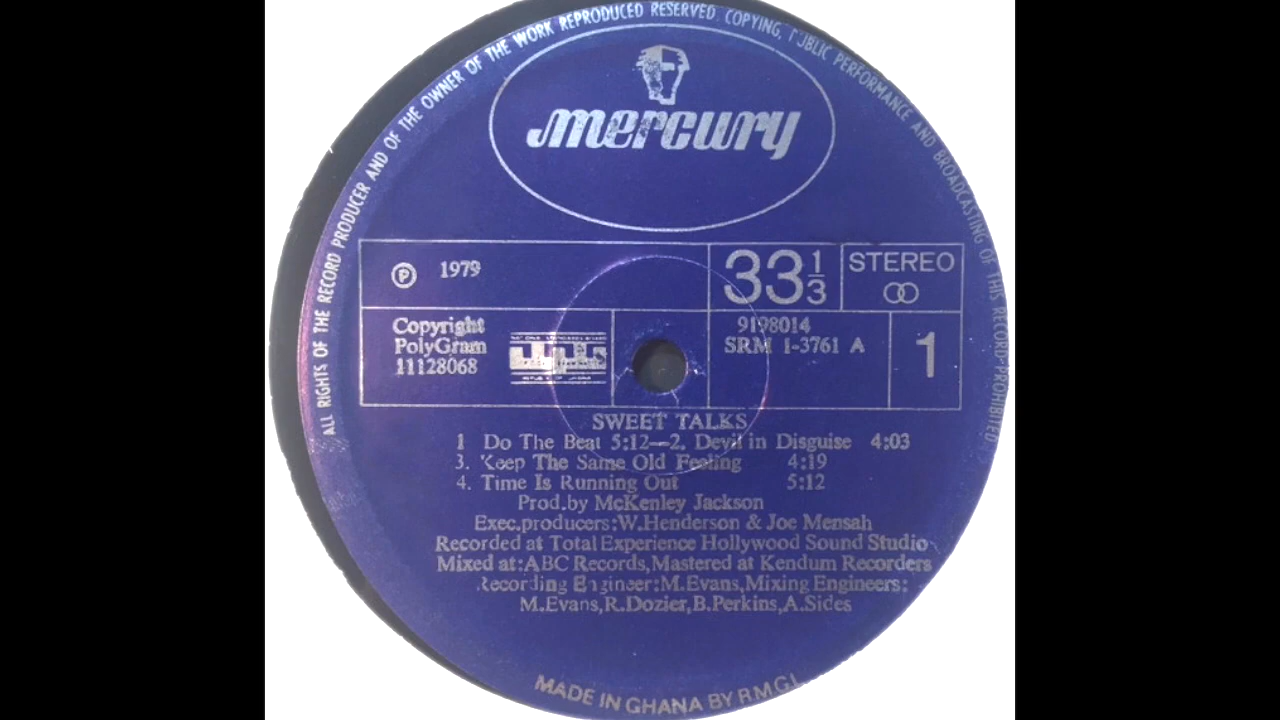 ALL RIGHTS OF THE RECORD PRODUCER AND OF THE OWNER OF THE WORK REPRODUCED RESERVED. COPYING, PUBLIC PERFORMANCE AND BROADCASTING OF THIS RECORD PROHIBITED
mercury
℗ 1979
33 1/3
STEREO
Copyright
PolyGram
11128068
9198014
SRM 1-3761 A
1
SWEET TALKS
1 Do The Beat 5:12—2. Devil in Disguise 4:03
3. Keep The Same Old Feeling 4:19
4. Time Is Running Out 5:12
Prod.by McKenley Jackson
Exec.producers:W.Henderson & Joe Mensah
Recorded at Total Experience Hollywood Sound Studio
Mixed at:ABC Records,Mastered at Kendum Recorders
Recording Engineer:M.Evans,Mixing Engineers:
M.Evans,R.Dozier,B.Perkins,A.Sides
MADE IN GHANA BY R.M.G.L.